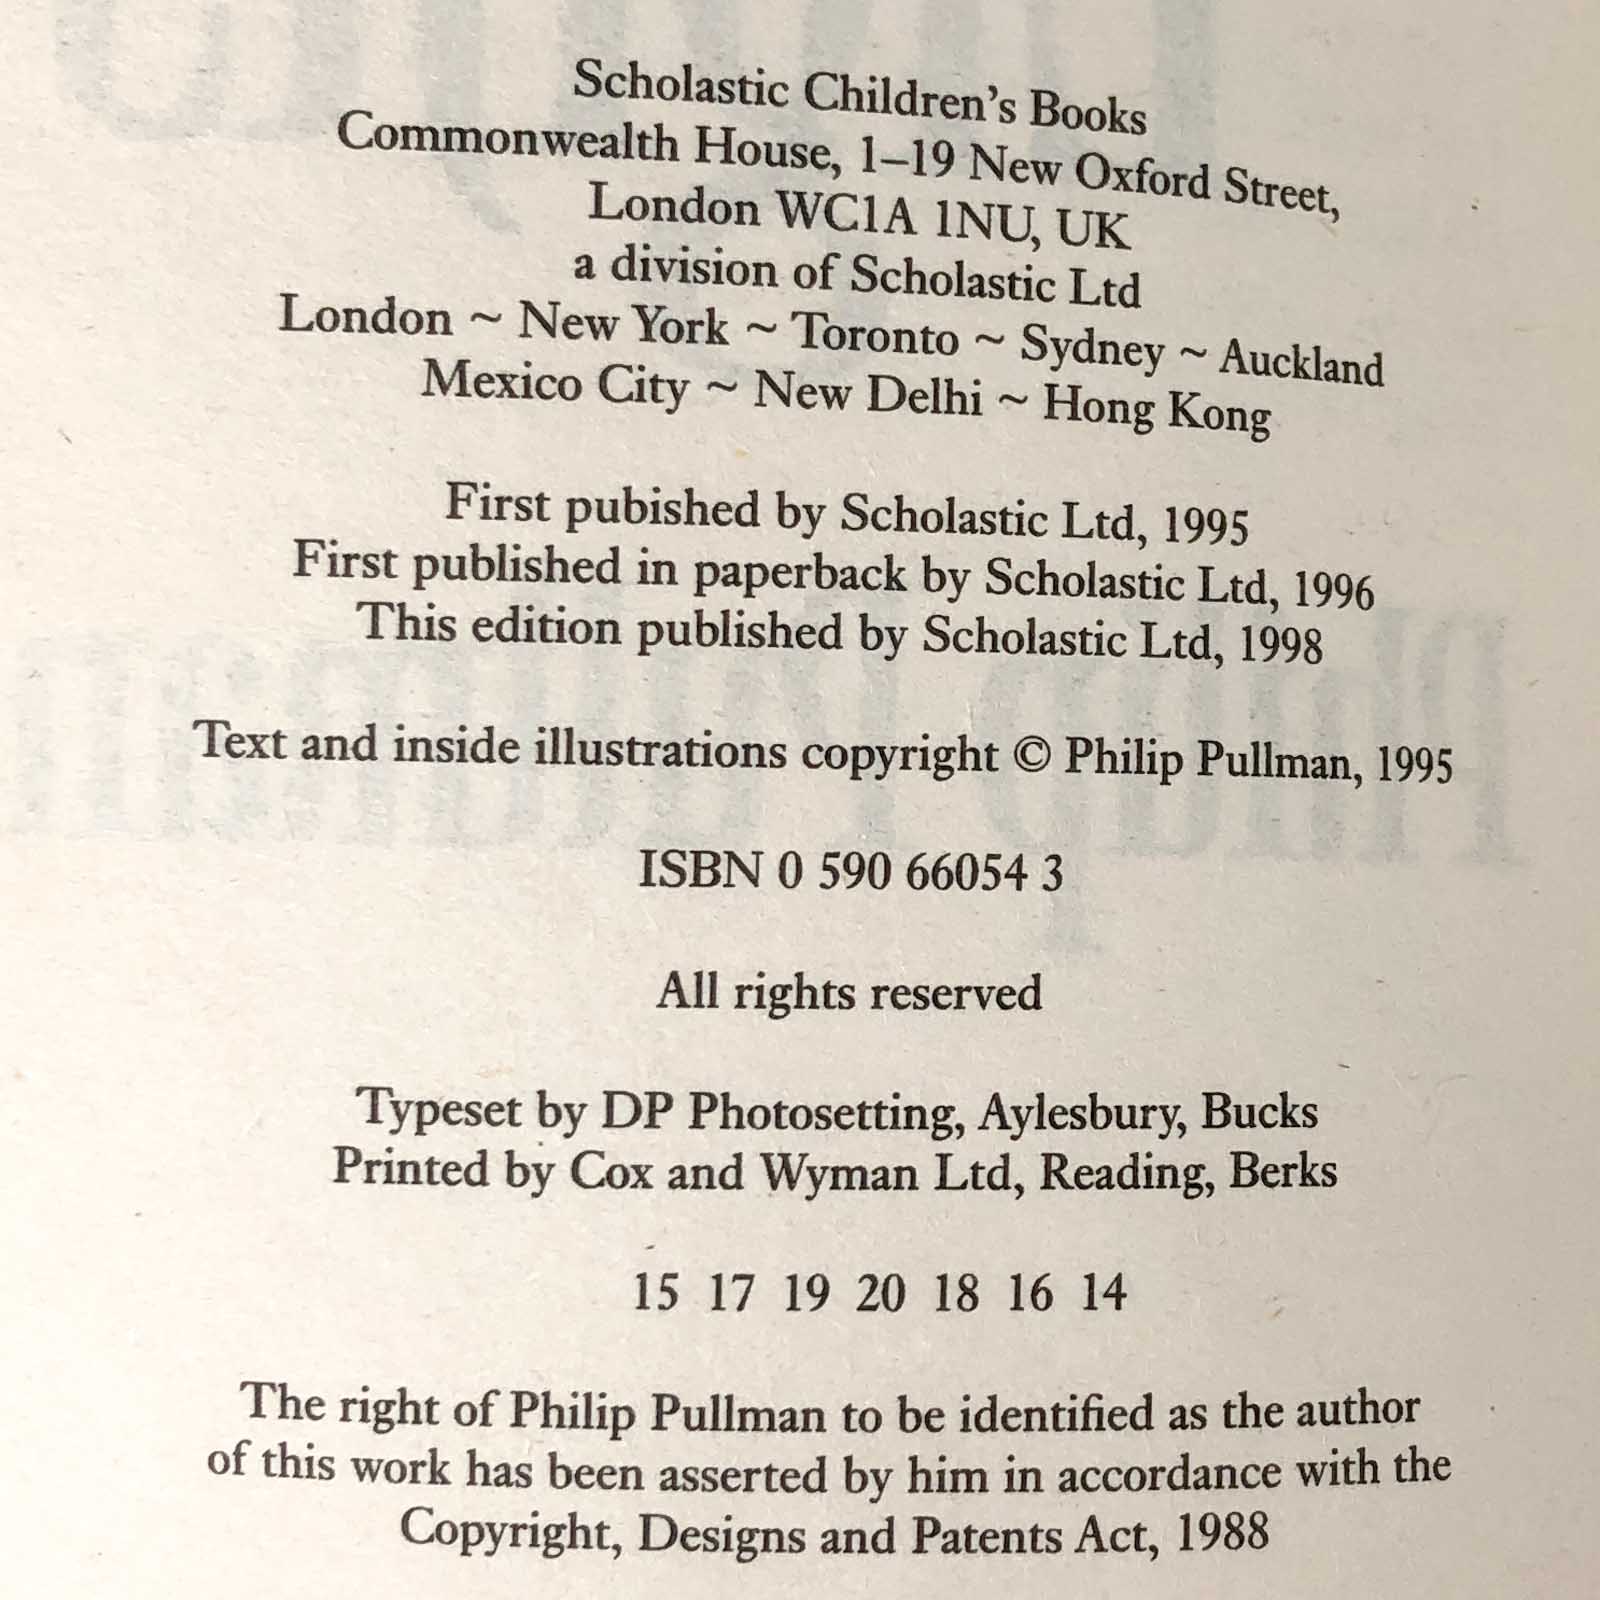 Scholastic Children's Books
Commonwealth House, 1–19 New Oxford Street,
London WC1A 1NU, UK
a division of Scholastic Ltd
London ~ New York ~ Toronto ~ Sydney ~ Auckland
Mexico City ~ New Delhi ~ Hong Kong
First pubished by Scholastic Ltd, 1995
First published in paperback by Scholastic Ltd, 1996
This edition published by Scholastic Ltd, 1998
Text and inside illustrations copyright © Philip Pullman, 1995
ISBN 0 590 66054 3
All rights reserved
Typeset by DP Photosetting, Aylesbury, Bucks
Printed by Cox and Wyman Ltd, Reading, Berks
15 17 19 20 18 16 14
The right of Philip Pullman to be identified as the author
of this work has been asserted by him in accordance with the
Copyright, Designs and Patents Act, 1988